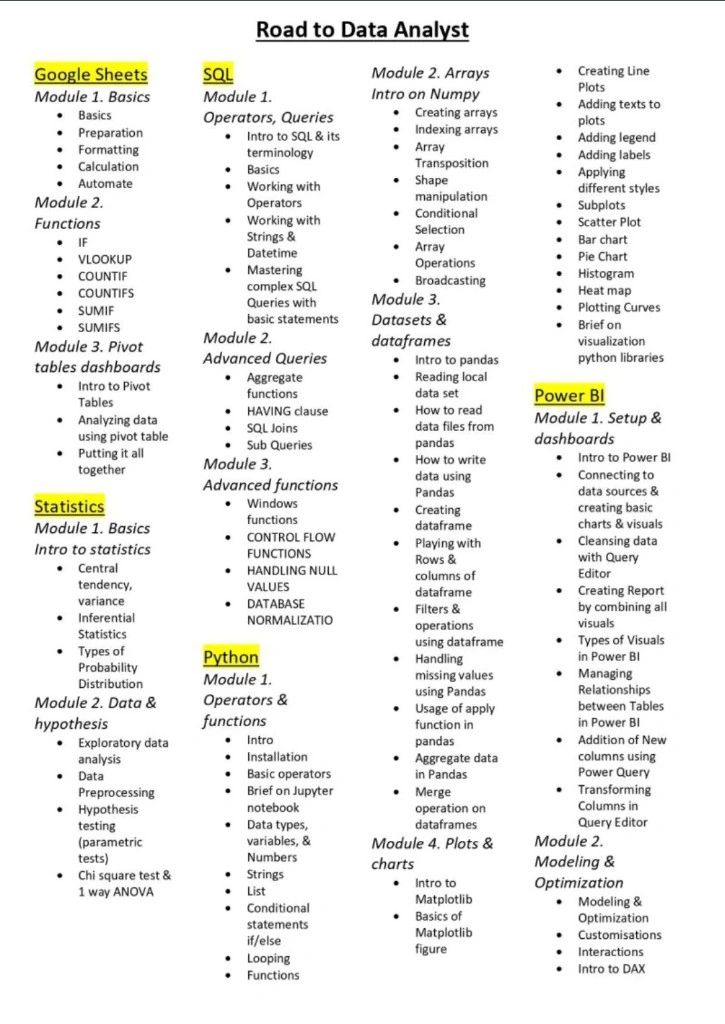 Road to Data Analyst
Google Sheets
Module 1. Basics
• Basics
• Preparation
• Formatting
• Calculation
• Automate
Module 2.
Functions
• IF
• VLOOKUP
• COUNTIF
• COUNTIFS
• SUMIF
• SUMIFS
Module 3. Pivot
tables dashboards
• Intro to Pivot
Tables
• Analyzing data
using pivot table
• Putting it all
together
Statistics
Module 1. Basics
Intro to statistics
• Central
tendency,
variance
• Inferential
Statistics
• Types of
Probability
Distribution
Module 2. Data &
hypothesis
• Exploratory data
analysis
• Data
Preprocessing
• Hypothesis
testing
(parametric
tests)
• Chi square test &
1 way ANOVA
SQL
Module 1.
Operators, Queries
• Intro to SQL & its
terminology
• Basics
• Working with
Operators
• Working with
Strings &
Datetime
• Mastering
complex SQL
Queries with
basic statements
Module 2.
Advanced Queries
• Aggregate
functions
• HAVING clause
• SQL Joins
• Sub Queries
Module 3.
Advanced functions
• Windows
functions
• CONTROL FLOW
FUNCTIONS
• HANDLING NULL
VALUES
• DATABASE
NORMALIZATIO
Python
Module 1.
Operators &
functions
• Intro
• Installation
• Basic operators
• Brief on Jupyter
notebook
• Data types,
variables, &
Numbers
• Strings
• List
• Conditional
statements
if/else
• Looping
• Functions
Module 2. Arrays
Intro on Numpy
• Creating arrays
• Indexing arrays
• Array
Transposition
• Shape
manipulation
• Conditional
Selection
• Array
Operations
• Broadcasting
Module 3.
Datasets &
dataframes
• Intro to pandas
• Reading local
data set
• How to read
data files from
pandas
• How to write
data using
Pandas
• Creating
dataframe
• Playing with
Rows &
columns of
dataframe
• Filters &
operations
using dataframe
• Handling
missing values
using Pandas
• Usage of apply
function in
pandas
• Aggregate data
in Pandas
• Merge
operation on
dataframes
Module 4. Plots &
charts
• Intro to
Matplotlib
• Basics of
Matplotlib
figure
• Creating Line
Plots
• Adding texts to
plots
• Adding legend
• Adding labels
• Applying
different styles
• Subplots
• Scatter Plot
• Bar chart
• Pie Chart
• Histogram
• Heat map
• Plotting Curves
• Brief on
visualization
python libraries
Power BI
Module 1. Setup &
dashboards
• Intro to Power BI
• Connecting to
data sources &
creating basic
charts & visuals
• Cleansing data
with Query
Editor
• Creating Report
by combining all
visuals
• Types of Visuals
in Power BI
• Managing
Relationships
between Tables
in Power BI
• Addition of New
columns using
Power Query
• Transforming
Columns in
Query Editor
Module 2.
Modeling &
Optimization
• Modeling &
Optimization
• Customisations
• Interactions
• Intro to DAX